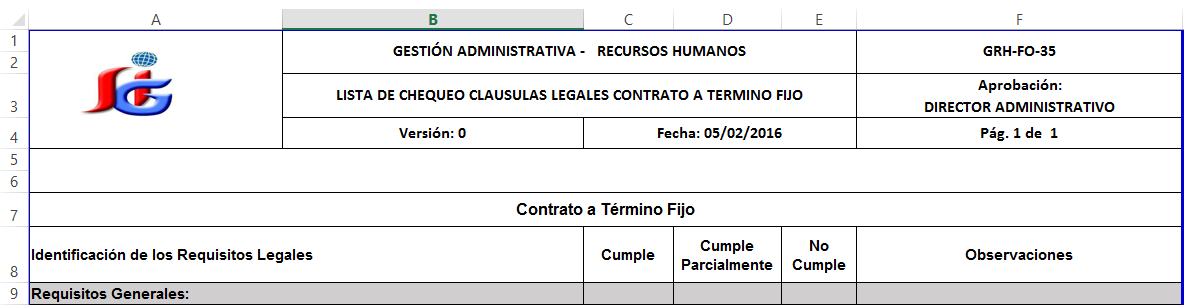 A B C D E F
1 GESTIÓN ADMINISTRATIVA - RECURSOS HUMANOS GRH-FO-35
2
3 LISTA DE CHEQUEO CLAUSULAS LEGALES CONTRATO A TERMINO FIJO Aprobación:
DIRECTOR ADMINISTRATIVO
4 Versión: 0 Fecha: 05/02/2016 Pág. 1 de 1
5
6
7 Contrato a Término Fijo
8 Identificación de los Requisitos Legales Cumple Cumple
Parcialmente No
Cumple Observaciones
9 Requisitos Generales: